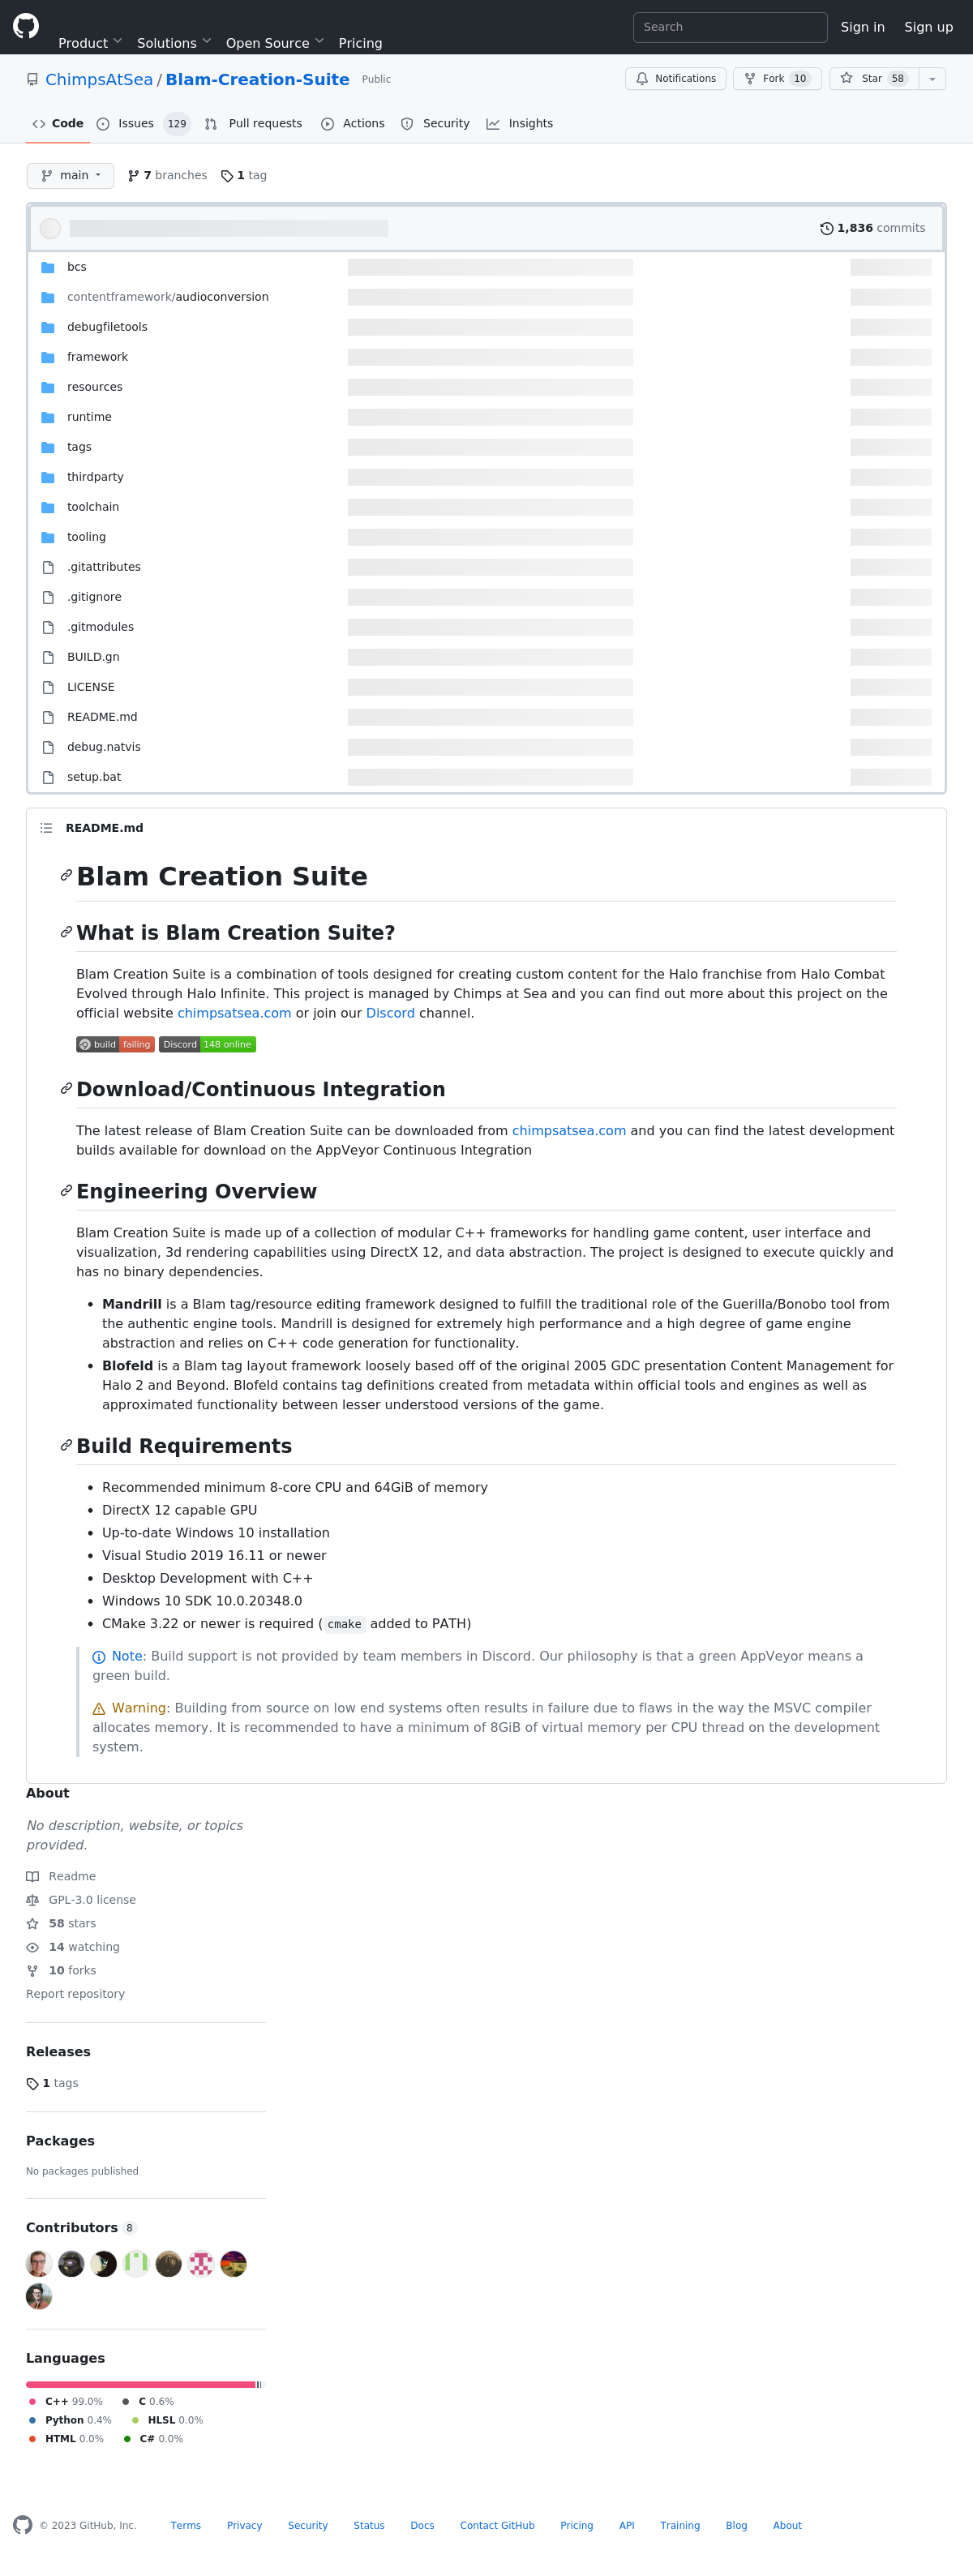 Product Solutions Open Source Pricing Search Sign in Sign up
ChimpsAtSea / Blam-Creation-Suite Public Notifications Fork 10 Star 58
Code Issues 129 Pull requests Actions Security Insights
main 7 branches 1 tag
1,836 commits
bcs
contentframework/audioconversion
debugfiletools
framework
resources
runtime
tags
thirdparty
toolchain
tooling
.gitattributes
.gitignore
.gitmodules
BUILD.gn
LICENSE
README.md
debug.natvis
setup.bat
README.md
Blam Creation Suite
What is Blam Creation Suite?
Blam Creation Suite is a combination of tools designed for creating custom content for the Halo franchise from Halo Combat
Evolved through Halo Infinite. This project is managed by Chimps at Sea and you can find out more about this project on the
official website chimpsatsea.com or join our Discord channel.
build failing Discord 148 online
Download/Continuous Integration
The latest release of Blam Creation Suite can be downloaded from chimpsatsea.com and you can find the latest development
builds available for download on the AppVeyor Continuous Integration
Engineering Overview
Blam Creation Suite is made up of a collection of modular C++ frameworks for handling game content, user interface and
visualization, 3d rendering capabilities using DirectX 12, and data abstraction. The project is designed to execute quickly and
has no binary dependencies.
• Mandrill is a Blam tag/resource editing framework designed to fulfill the traditional role of the Guerilla/Bonobo tool from
the authentic engine tools. Mandrill is designed for extremely high performance and a high degree of game engine
abstraction and relies on C++ code generation for functionality.
• Blofeld is a Blam tag layout framework loosely based off of the original 2005 GDC presentation Content Management for
Halo 2 and Beyond. Blofeld contains tag definitions created from metadata within official tools and engines as well as
approximated functionality between lesser understood versions of the game.
Build Requirements
• Recommended minimum 8-core CPU and 64GiB of memory
• DirectX 12 capable GPU
• Up-to-date Windows 10 installation
• Visual Studio 2019 16.11 or newer
• Desktop Development with C++
• Windows 10 SDK 10.0.20348.0
• CMake 3.22 or newer is required ( cmake added to PATH)
Note: Build support is not provided by team members in Discord. Our philosophy is that a green AppVeyor means a
green build.
Warning: Building from source on low end systems often results in failure due to flaws in the way the MSVC compiler
allocates memory. It is recommended to have a minimum of 8GiB of virtual memory per CPU thread on the development
system.
About
No description, website, or topics
provided.
Readme
GPL-3.0 license
58 stars
14 watching
10 forks
Report repository
Releases
1 tags
Packages
No packages published
Contributors 8
Languages
C++ 99.0% C 0.6%
Python 0.4% HLSL 0.0%
HTML 0.0% C# 0.0%
© 2023 GitHub, Inc. Terms Privacy Security Status Docs Contact GitHub Pricing API Training Blog About